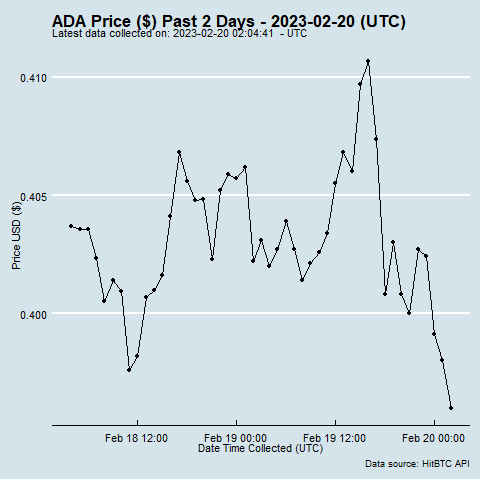 ADA Price ($) Past 2 Days - 2023-02-20 (UTC)
Latest data collected on: 2023-02-20 02:04:41 - UTC
0.410
0.405
0.400
Price USD ($)
Feb 18 12:00 Feb 19 00:00 Feb 19 12:00 Feb 20 00:00
Date Time Collected (UTC)
Data source: HitBTC API